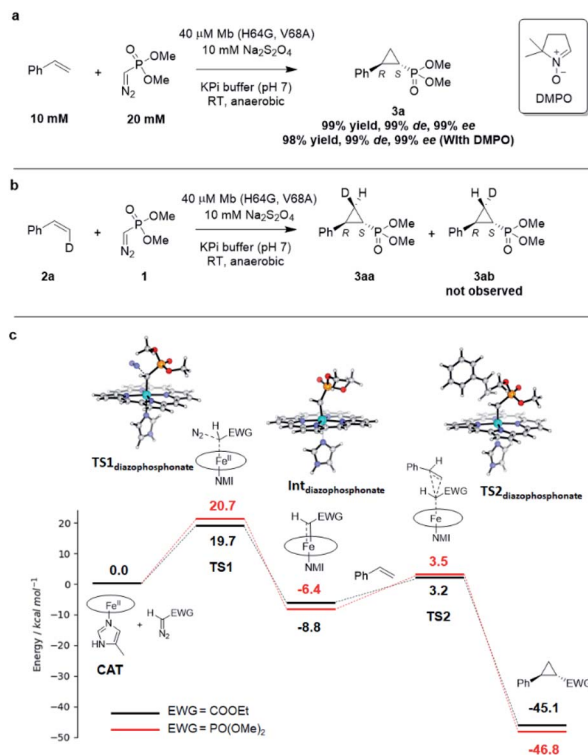 a
Ph
+
N2
P
O
OMe
OMe
40 μM Mb (H64G, V68A)
10 mM Na2S2O4
KPi buffer (pH 7)
RT, anaerobic
Ph R S P O OMe OMe
N+
O−
DMPO
10 mM
20 mM
3a
99% yield, 99% de, 99% ee
98% yield, 99% de, 99% ee (With DMPO)
b
Ph
D
+
N2
P
O
OMe
OMe
40 μM Mb (H64G, V68A)
10 mM Na2S2O4
KPi buffer (pH 7)
RT, anaerobic
D H
Ph R S P O OMe OMe
+
H D
Ph R S P O OMe OMe
2a
1
3aa
3ab
not observed
c
TS1diazophosphonate
Intdiazophosphonate
TS2diazophosphonate
N2 H EWG
FeII
NMI
H EWG
Fe
NMI
Ph H
H EWG
Fe
NMI
Energy / kcal mol−1
20
10
0
-10
-20
-30
-40
-50
0.0
FeII
N
N
H
+
H EWG
N2
CAT
20.7
19.7
TS1
-6.4
-8.8
Ph
3.5
3.2
TS2
Ph EWG
-45.1
-46.8
EWG = COOEt
EWG = PO(OMe)2